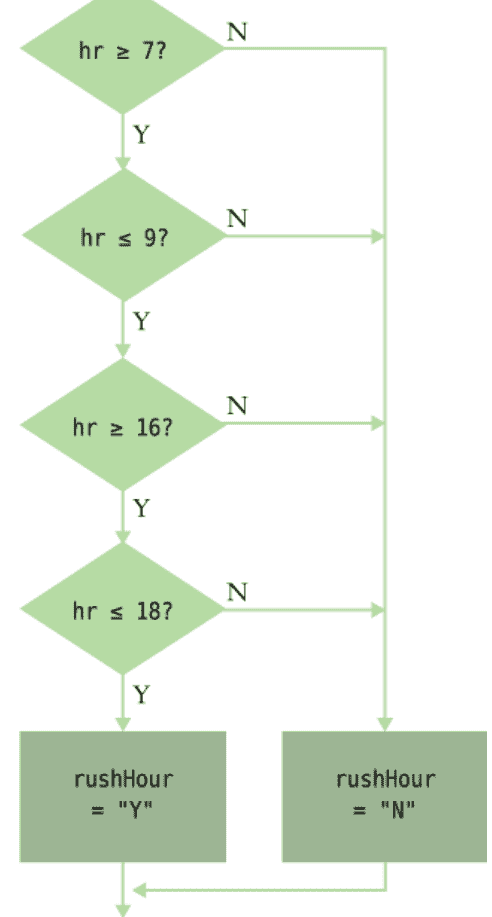 hr ≥ 7?
N
Y
hr ≤ 9?
N
Y
hr ≥ 16?
N
Y
hr ≤ 18?
N
Y
rushHour
= "Y"
rushHour
= "N"